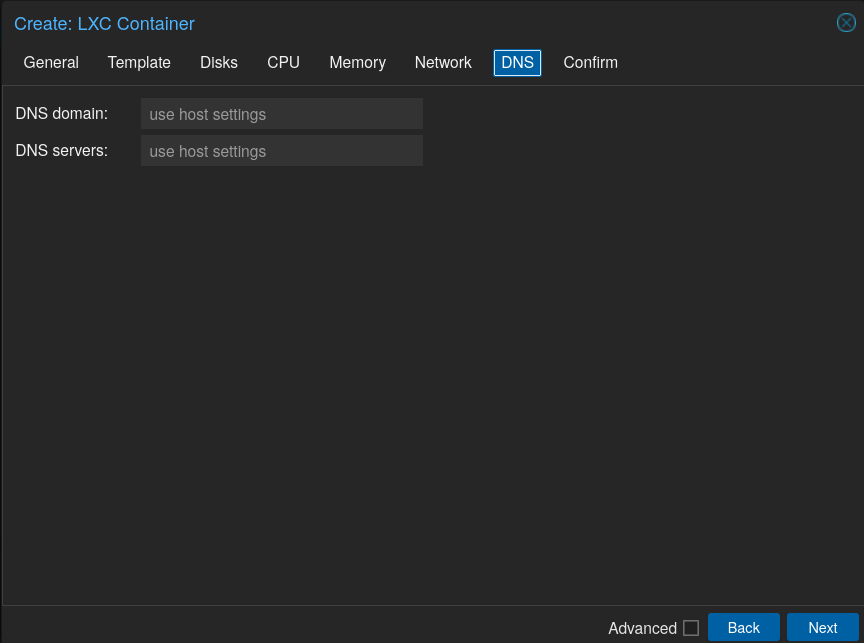 Create: LXC Container
General Template Disks CPU Memory Network DNS Confirm
DNS domain: use host settings
DNS servers: use host settings
Advanced Back Next